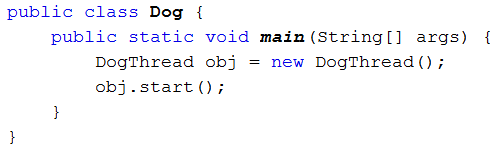 public class Dog {
    public static void main(String[] args) {
        DogThread obj = new DogThread();
        obj.start();
    }
}